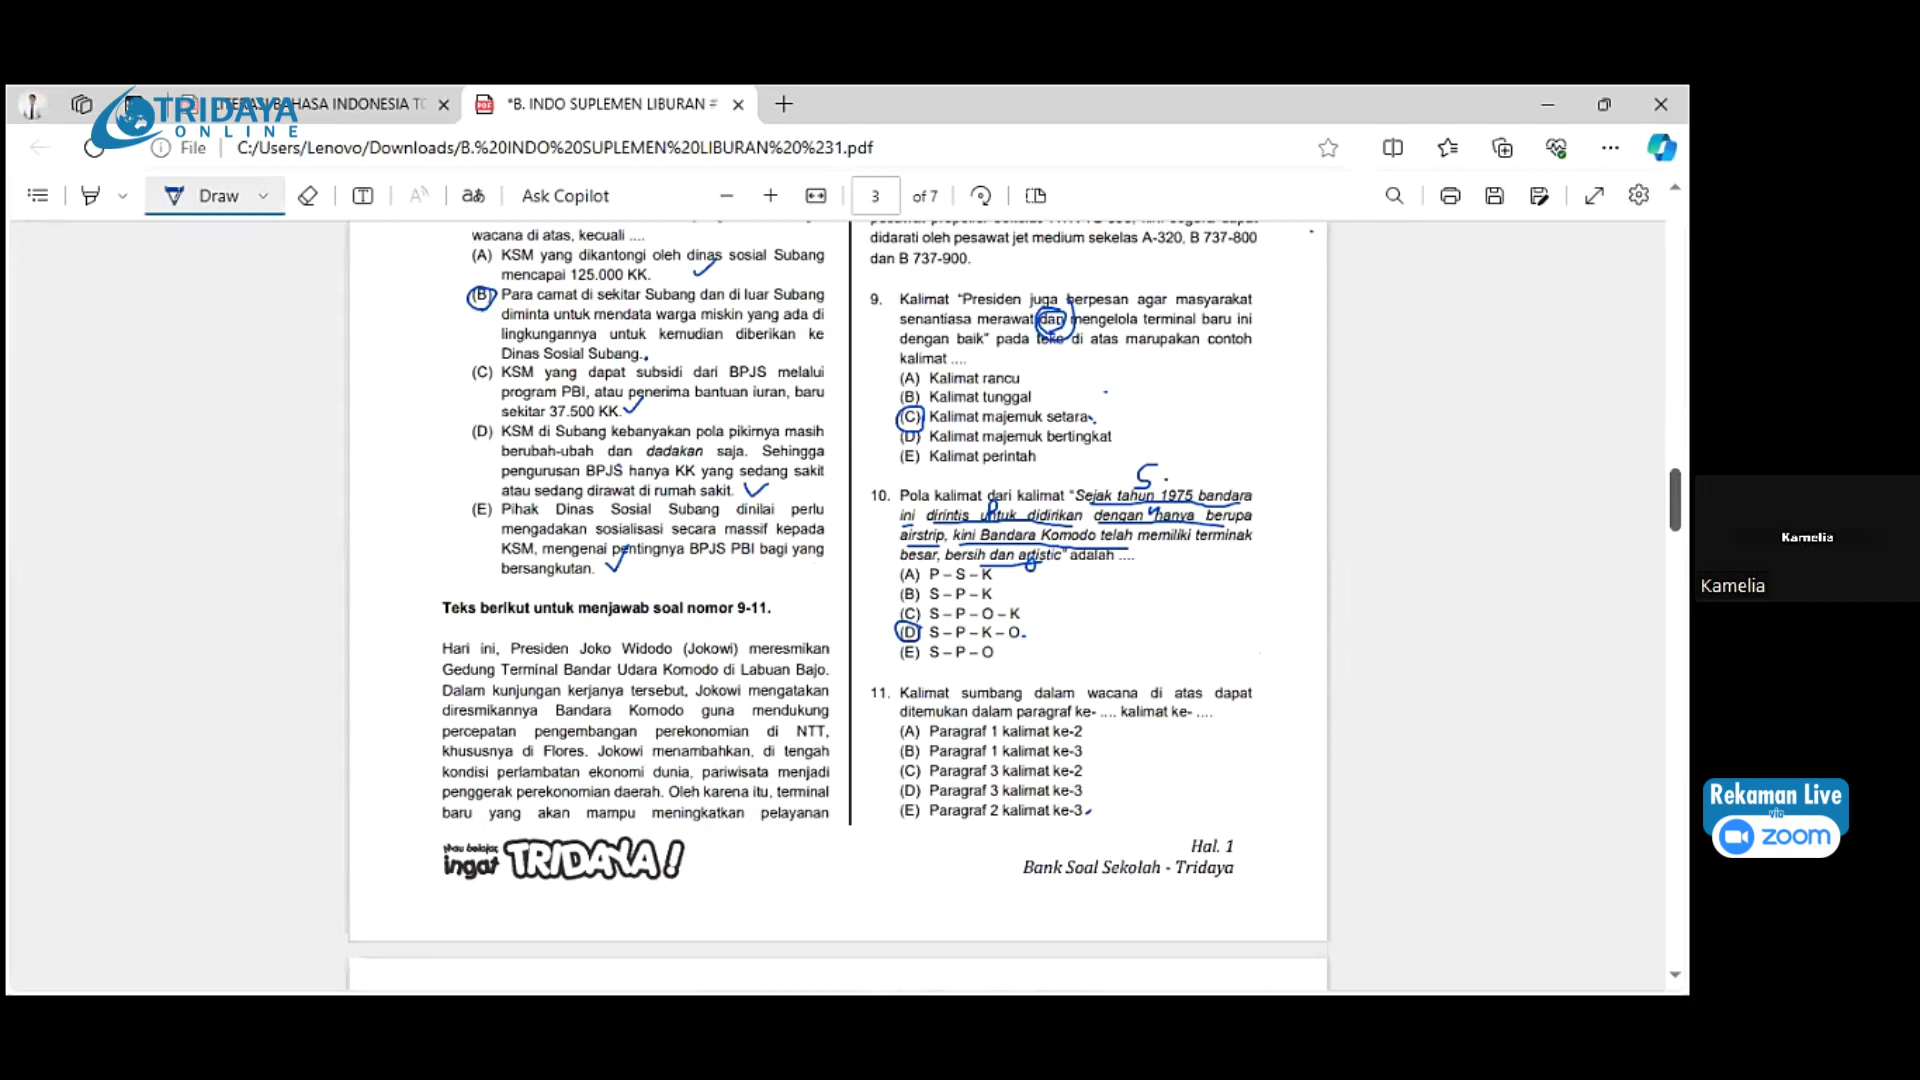 TRIDAYA
ONLINE
BAHASA INDONESIA
*B. INDO SUPLEMEN LIBURAN #
File
C:/Users/Lenovo/Downloads/B.%20INDO%20SUPLEMEN%20LIBURAN%20%231.pdf
Draw
Ask Copilot
3
of 7
wacana di atas, kecuali ....
(A) KSM yang dikantongi oleh dinas sosial Subang
mencapai 125.000 KK.
(B) Para camat di sekitar Subang dan di luar Subang
diminta untuk mendata warga miskin yang ada di
lingkungannya untuk kemudian diberikan ke
Dinas Sosial Subang.
(C) KSM yang dapat subsidi dari BPJS melalui
program PBI, atau penerima bantuan iuran, baru
sekitar 37.500 KK.
(D) KSM di Subang kebanyakan pola pikirnya masih
berubah-ubah dan dadakan saja. Sehingga
pengurusan BPJS hanya KK yang sedang sakit
atau sedang dirawat di rumah sakit.
(E) Pihak Dinas Sosial Subang dinilai perlu
mengadakan sosialisasi secara massif kepada
KSM, mengenai pentingnya BPJS PBI bagi yang
bersangkutan.
Teks berikut untuk menjawab soal nomor 9-11.
Hari ini, Presiden Joko Widodo (Jokowi) meresmikan
Gedung Terminal Bandar Udara Komodo di Labuan Bajo.
Dalam kunjungan kerjanya tersebut, Jokowi mengatakan
diresmikannya Bandara Komodo guna mendukung
percepatan pengembangan perekonomian di NTT,
khususnya di Flores. Jokowi menambahkan, di tengah
kondisi perlambatan ekonomi dunia, pariwisata menjadi
penggerak perekonomian daerah. Oleh karena itu, terminal
baru yang akan mampu meningkatkan pelayanan
didarati oleh pesawat jet medium sekelas A-320, B 737-800
dan B 737-900.
9. Kalimat "Presiden juga berpesan agar masyarakat
senantiasa merawat dan mengelola terminal baru ini
dengan baik" pada teks di atas marupakan contoh
kalimat ....
(A) Kalimat rancu
(B) Kalimat tunggal
(C) Kalimat majemuk setara
(D) Kalimat majemuk bertingkat
(E) Kalimat perintah
S
10. Pola kalimat dari kalimat "Sejak tahun 1975 bandara
ini dirintis untuk didirikan dengan hanya berupa
airstrip, kini Bandara Komodo telah memiliki terminak
besar, bersih dan artistic" adalah ....
(A) P – S – K
(B) S – P – K
(C) S – P – O – K
(D) S – P – K – O
(E) S – P – O
11. Kalimat sumbang dalam wacana di atas dapat
ditemukan dalam paragraf ke- .... kalimat ke- ....
(A) Paragraf 1 kalimat ke-2
(B) Paragraf 1 kalimat ke-3
(C) Paragraf 3 kalimat ke-2
(D) Paragraf 3 kalimat ke-3
(E) Paragraf 2 kalimat ke-3
ingat TRIDAYA!
Hal. 1
Bank Soal Sekolah - Tridaya
Kamelia
Kamelia
Rekaman Live
via
zoom